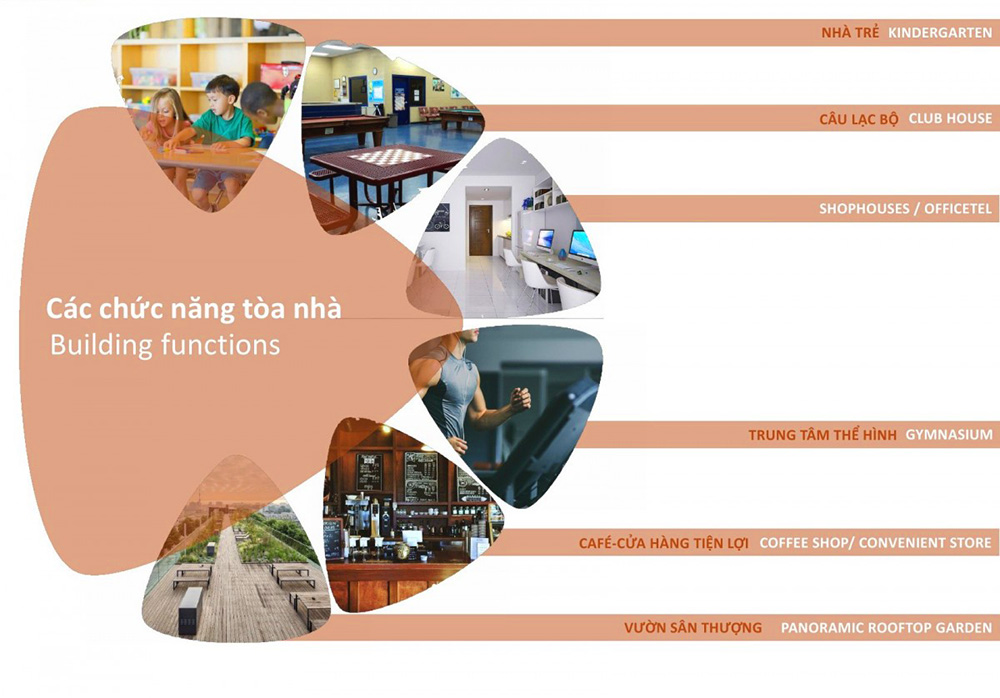 NHÀ TRẺ KINDERGARTEN
CÂU LẠC BỘ CLUB HOUSE
SHOPHOUSES / OFFICETEL
Các chức năng tòa nhà
Building functions
TRUNG TÂM THỂ HÌNH GYMNASIUM
CAFÉ-CỬA HÀNG TIỆN LỢI COFFEE SHOP/ CONVENIENT STORE
VƯỜN SÂN THƯỢNG PANORAMIC ROOFTOP GARDEN